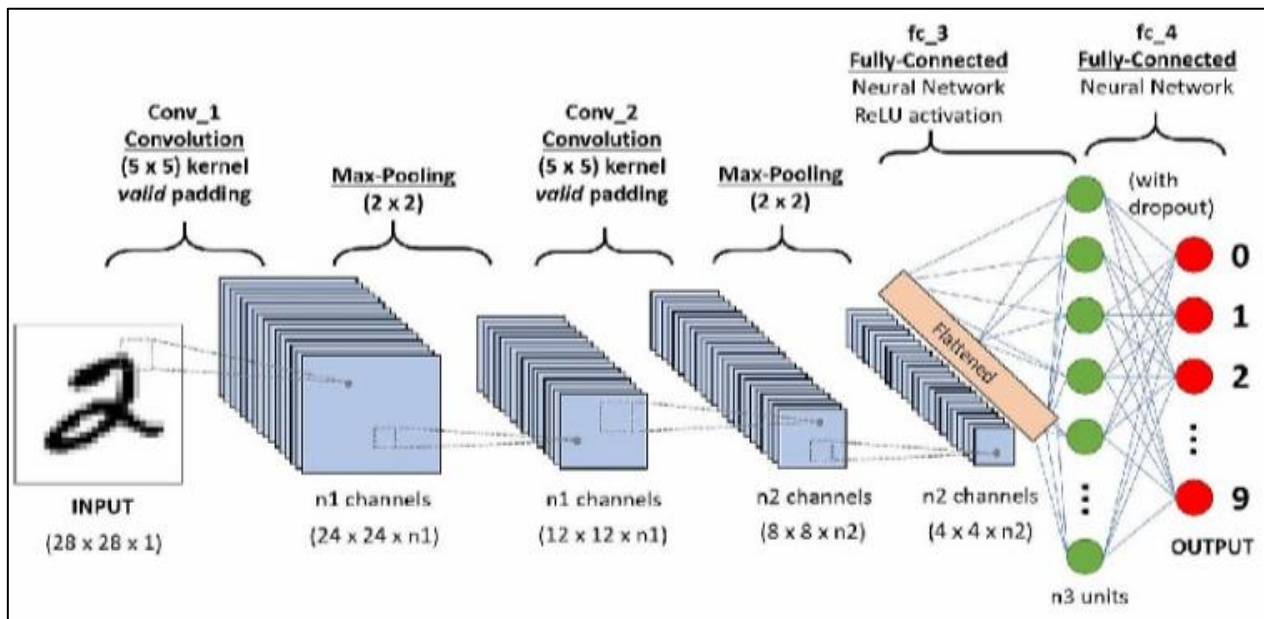 Conv_1
Convolution
(5 x 5) kernel
valid padding
Max-Pooling
(2 x 2)
Conv_2
Convolution
(5 x 5) kernel
valid padding
Max-Pooling
(2 x 2)
fc_3
Fully-Connected
Neural Network
ReLU activation
fc_4
Fully-Connected
Neural Network
(with
dropout)
INPUT
(28 x 28 x 1)
n1 channels
(24 x 24 x n1)
n1 channels
(12 x 12 x n1)
n2 channels
(8 x 8 x n2)
n2 channels
(4 x 4 x n2)
Flattened
n3 units
0
1
2
9
OUTPUT
2